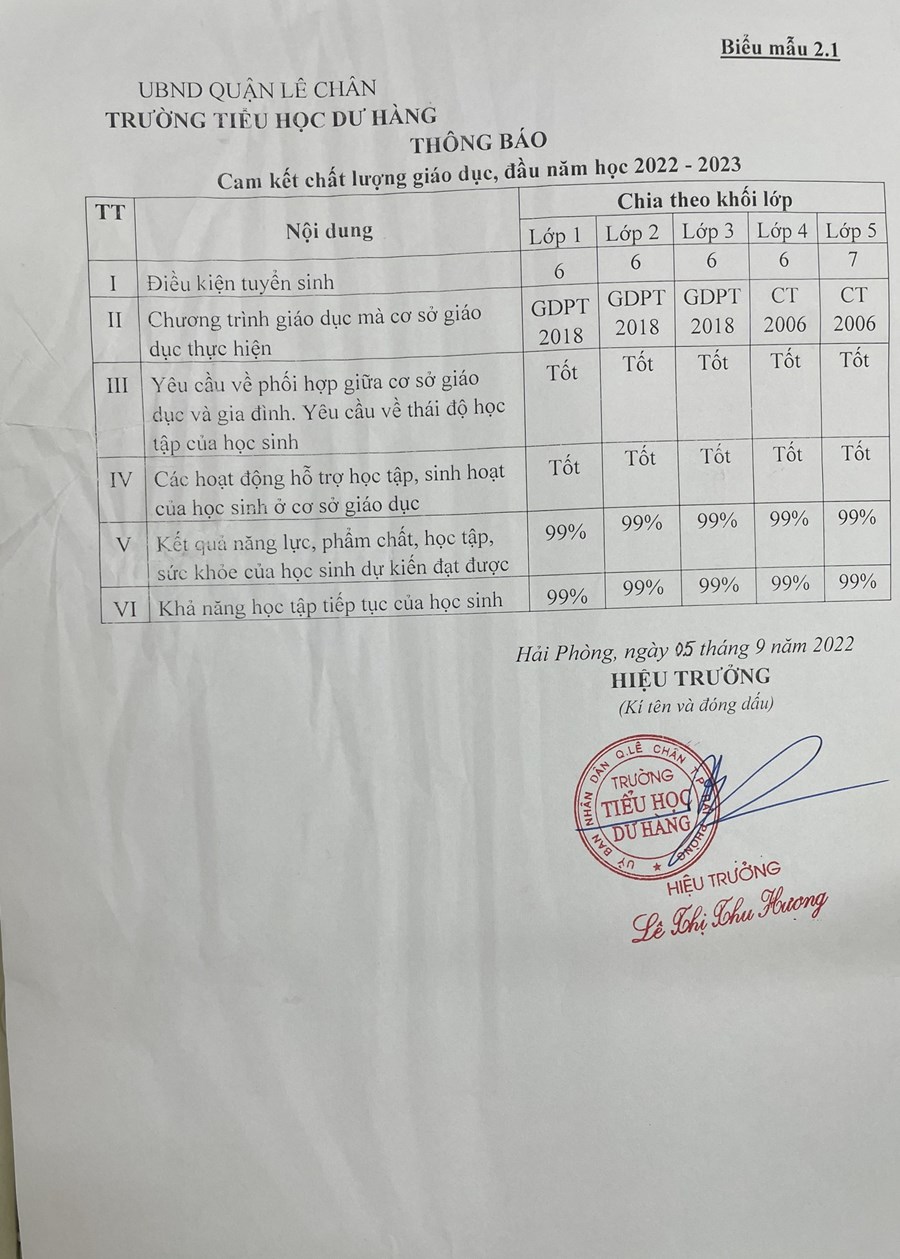 Biểu mẫu 2.1
UBND QUẬN LÊ CHÂN
TRƯỜNG TIỂU HỌC DƯ HÀNG
THÔNG BÁO
Cam kết chất lượng giáo dục, đầu năm học 2022 - 2023
TT Nội dung Chia theo khối lớp
Lớp 1 Lớp 2 Lớp 3 Lớp 4 Lớp 5
I Điều kiện tuyển sinh 6 6 6 6 7
II Chương trình giáo dục mà cơ sở giáo GDPT GDPT GDPT CT CT
dục thực hiện 2018 2018 2018 2006 2006
III Yêu cầu về phối hợp giữa cơ sở giáo Tốt Tốt Tốt Tốt Tốt
dục và gia đình. Yêu cầu về thái độ học
tập của học sinh
IV Các hoạt động hỗ trợ học tập, sinh hoạt Tốt Tốt Tốt Tốt Tốt
của học sinh ở cơ sở giáo dục
V Kết quả năng lực, phẩm chất, học tập, 99% 99% 99% 99% 99%
sức khỏe của học sinh dự kiến đạt được
VI Khả năng học tập tiếp tục của học sinh 99% 99% 99% 99% 99%
Hải Phòng, ngày 05 tháng 9 năm 2022
HIỆU TRƯỞNG
(Kí tên và đóng dấu)
ỦY BAN NHÂN DÂN Q.LÊ CHÂN T.P HẢI PHÒNG
TRƯỜNG
TIỂU HỌC
DƯ HÀNG
HIỆU TRƯỞNG
Lê Thị Thu Hương